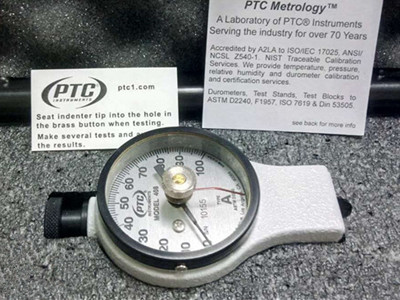 PTC Metrology™
A Laboratory of PTC® Instruments
Serving the industry for over 70 Years
Accredited by A2LA to ISO/IEC 17025, ANSI/
NCSL Z540-1. NIST Traceable Calibration
Services. We provide temperature, pressure,
relative humidity and durometer calibration
and certification services.
Durometers, Test Stands, Test Blocks to
ASTM D2240, F1957, ISO 7619 & Din 53505.
see back for more info
PTC
INSTRUMENTS
ptc1.com
Seat indenter tip into the hole in
the brass button when testing.
Make several tests and
the results.
100
90
80
70
60
50
40
30
20
10
0
PTC
INSTRUMENTS
MODEL 408
10155
A